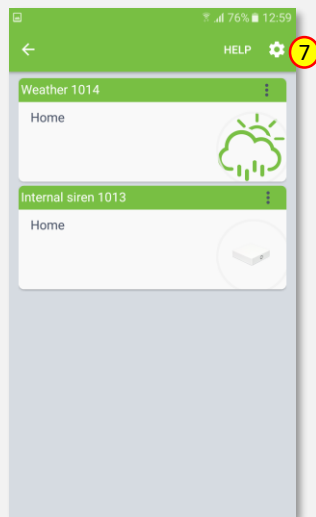 76% 12:59
HELP
7
Weather 1014
Home
Internal siren 1013
Home